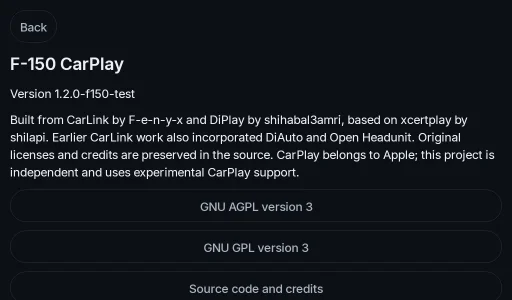 Back
F-150 CarPlay
Version 1.2.0-f150-test
Built from CarLink by F-e-n-y-x and DiPlay by shihabal3amri, based on xcertplay by
shilapi. Earlier CarLink work also incorporated DiAuto and Open Headunit. Original
licenses and credits are preserved in the source. CarPlay belongs to Apple; this project is
independent and uses experimental CarPlay support.
GNU AGPL version 3
GNU GPL version 3
Source code and credits